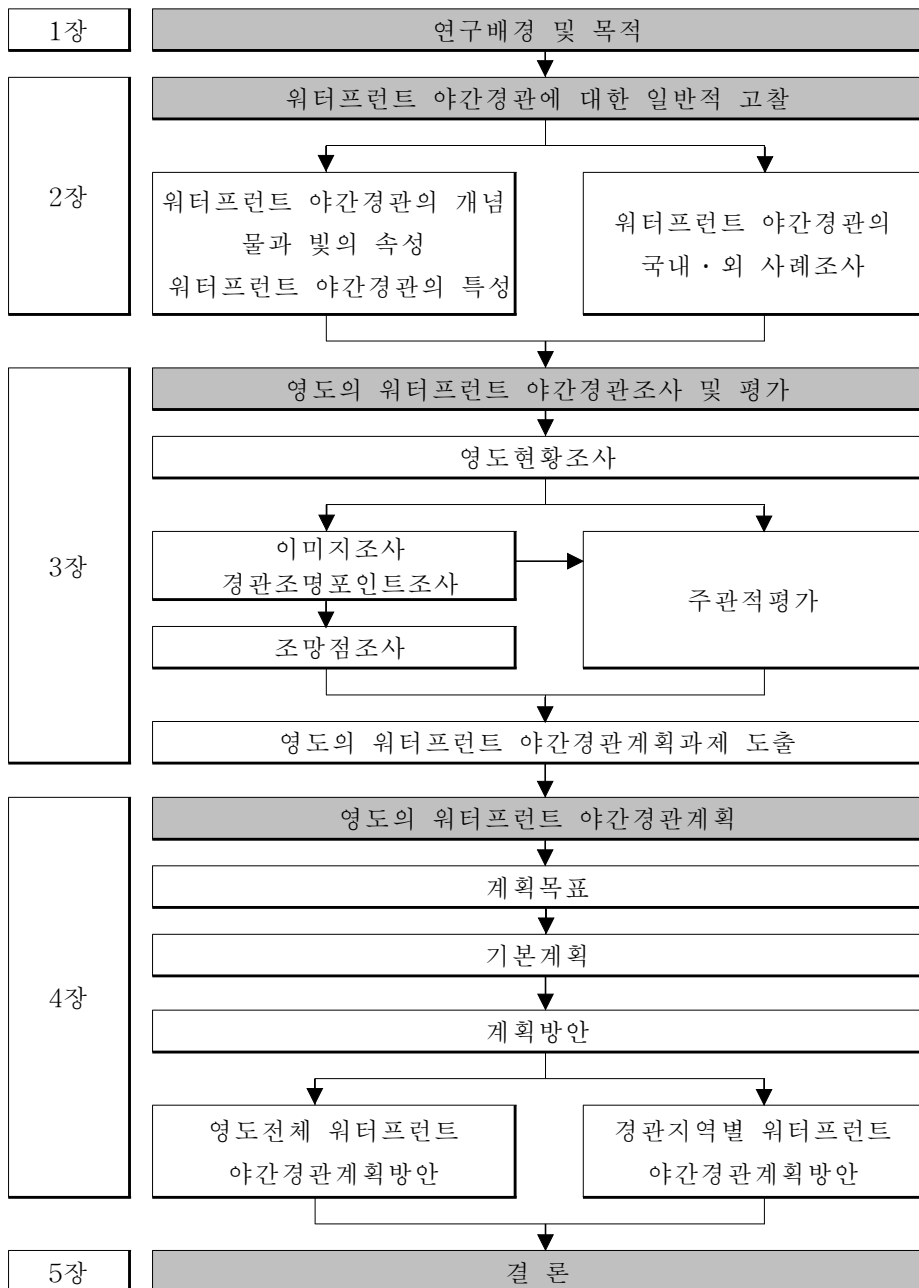 1장
연구배경 및 목적
2장
워터프런트 야간경관에 대한 일반적 고찰
워터프런트 야간경관의 개념
물과 빛의 속성
워터프런트 야간경관의 특성
워터프런트 야간경관의
국내·외 사례조사
3장
영도의 워터프런트 야간경관조사 및 평가
영도현황조사
이미지조사
경관조명포인트조사
주관적평가
조망점조사
영도의 워터프런트 야간경관계획과제 도출
4장
영도의 워터프런트 야간경관계획
계획목표
기본계획
계획방안
영도전체 워터프런트
야간경관계획방안
경관지역별 워터프런트
야간경관계획방안
5장
결 론